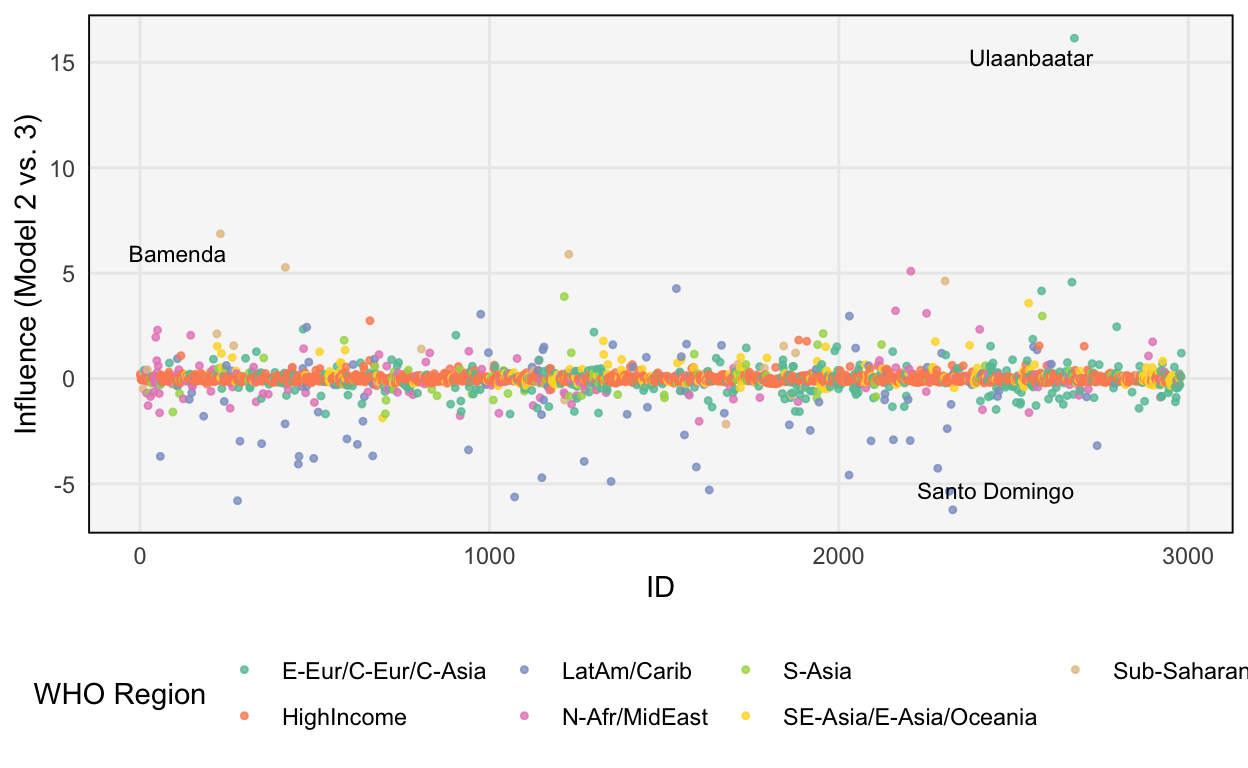 Influence (Model 2 vs. 3)
15
10
5
0
-5
Ulaanbaatar
Bamenda
Santo Domingo
0 1000 2000 3000
ID
WHO Region
E-Eur/C-Eur/C-Asia LatAm/Carib S-Asia Sub-Saharan
HighIncome N-Afr/MidEast SE-Asia/E-Asia/Oceania